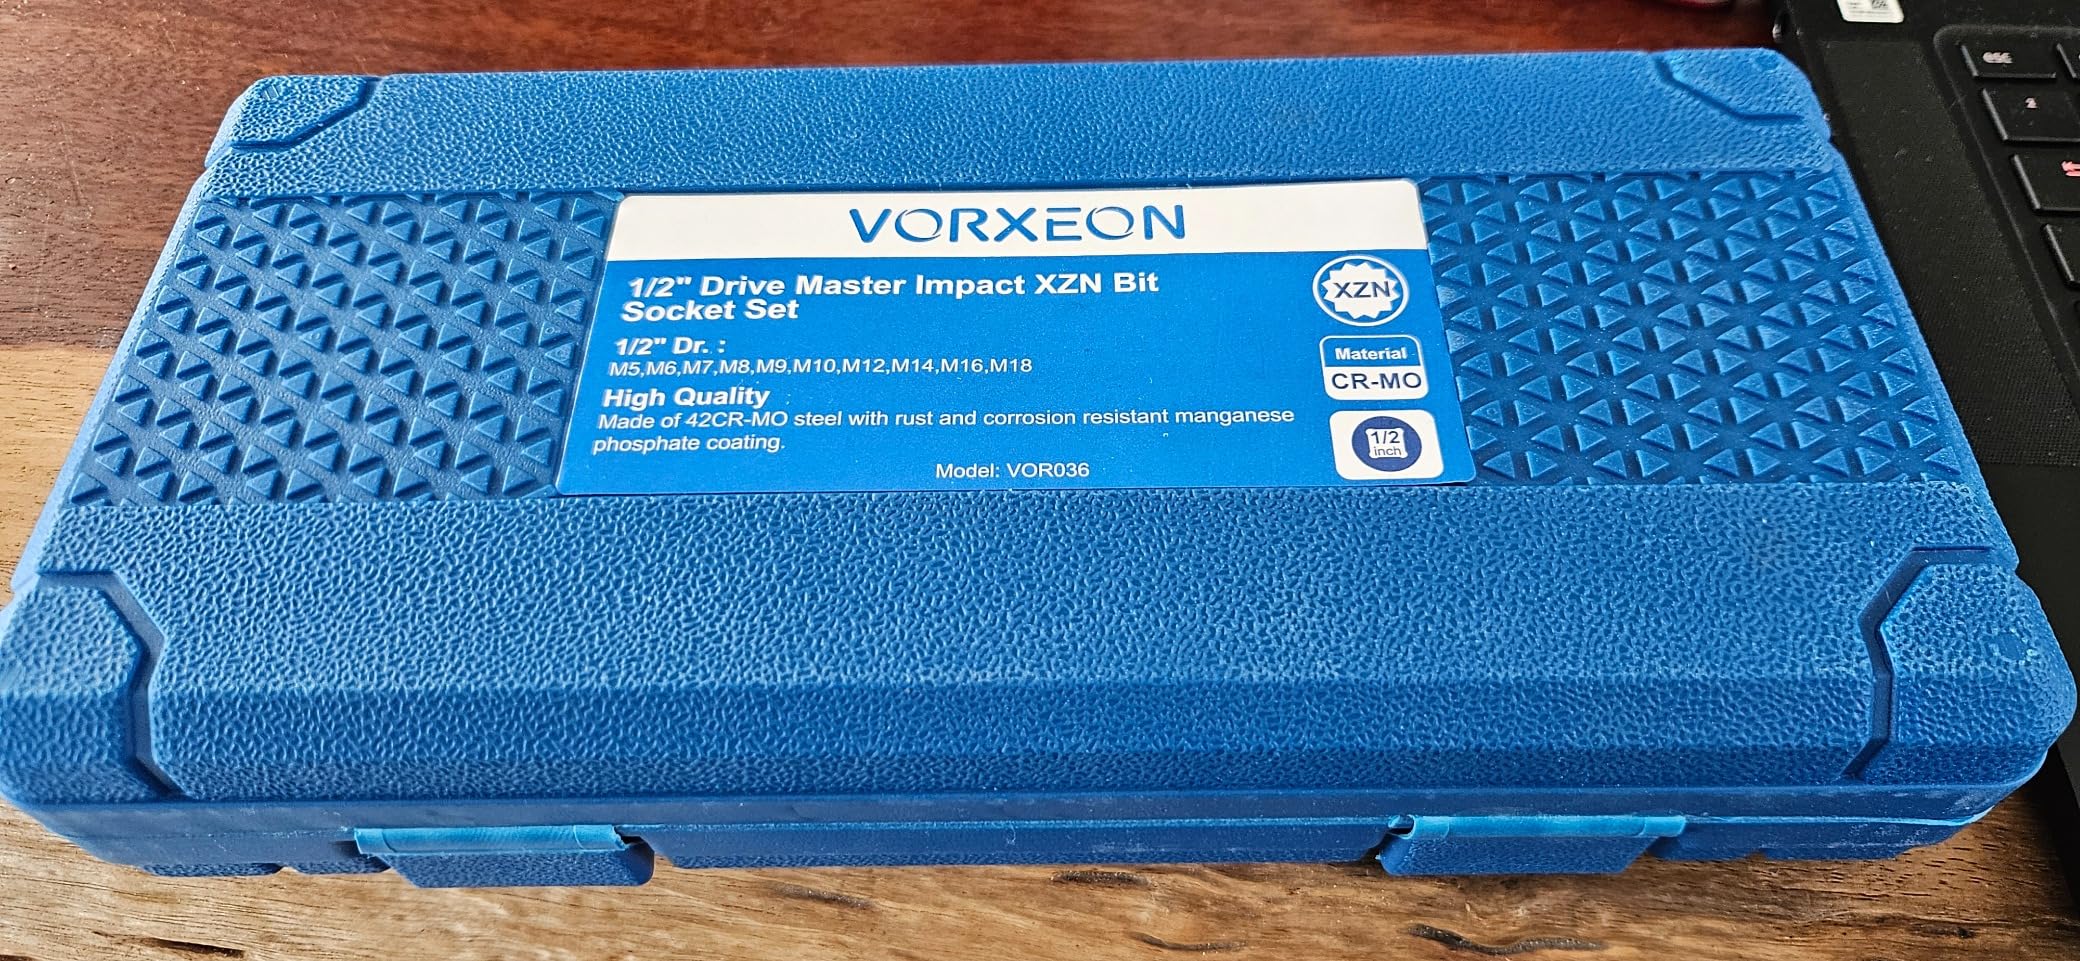 VORXEON
1/2" Drive Master Impact XZN Bit
Socket Set
1/2" Dr. :
M5,M6,M7,M8,M9,M10,M12,M14,M16,M18
High Quality
Made of 42CR-MO steel with rust and corrosion resistant manganese
phosphate coating.
Model: VOR036
XZN
Material
CR-MO
1/2
inch
esc
2